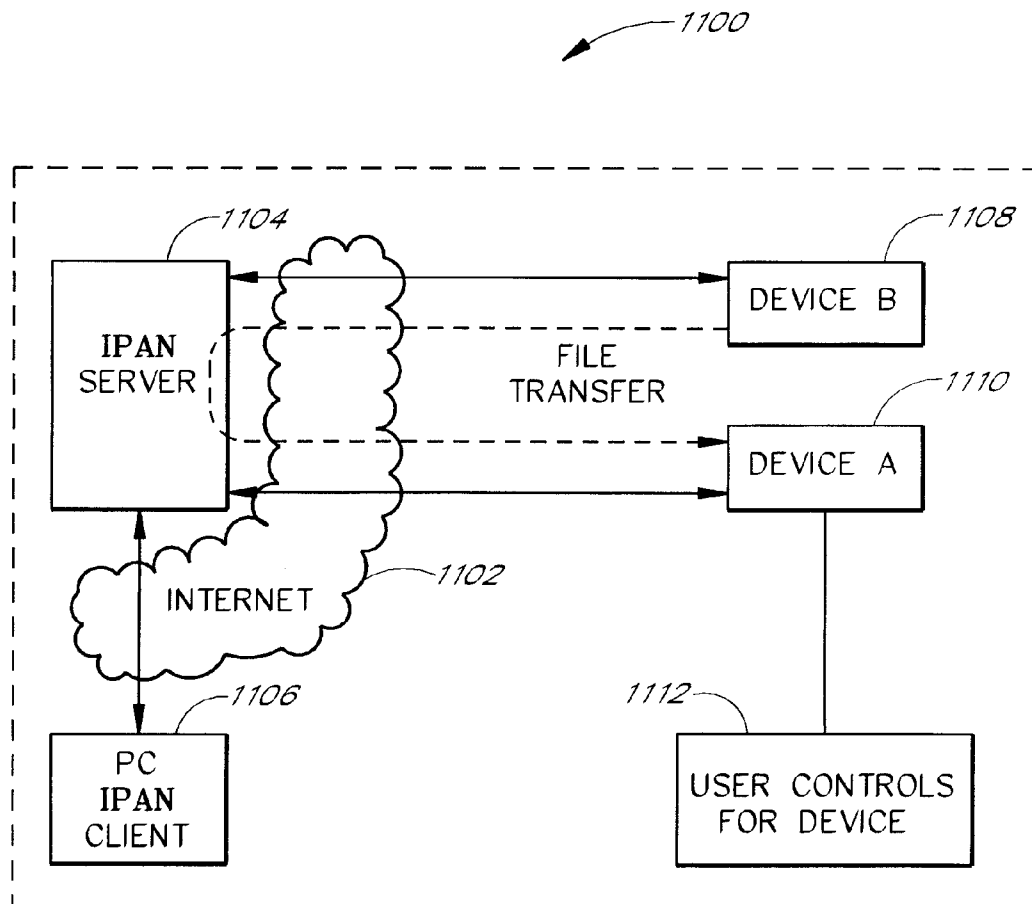 1100
1104
1108
IPAN
SERVER
DEVICE B
FILE
TRANSFER
1110
DEVICE A
INTERNET
1102
1106
1112
PC
IPAN
CLIENT
USER CONTROLS
FOR DEVICE